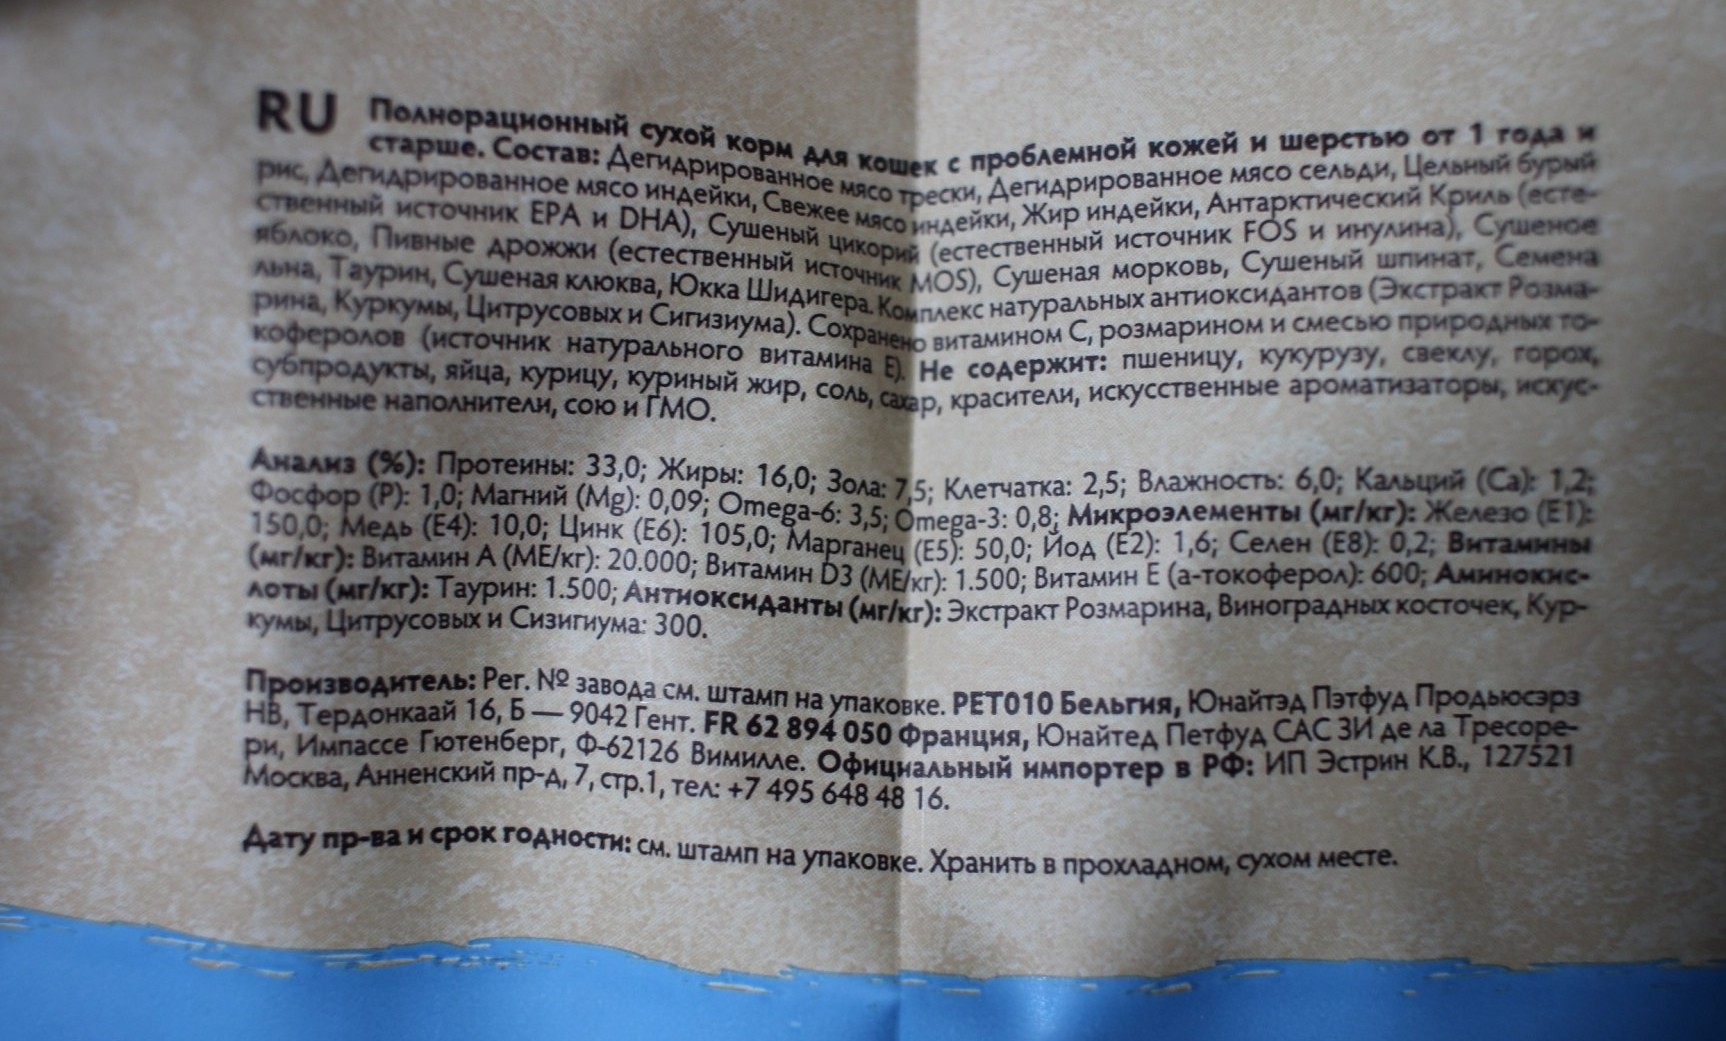 RU Полнорационный сухой корм для кошек с проблемной кожей и шерстью от 1 года и
старше. Состав: Дегидрированное мясо трески, Дегидрированное мясо сельди, Цельный бурый
рис, Дегидрированное мясо индейки, Свежее мясо индейки, Жир индейки, Антарктический Криль (есте-
ственный источник EPA и DHA), Сушеный цикорий (естественный источник FOS и инулина), Сушеное
яблоко, Пивные дрожжи (естественный источник MOS), Сушеная морковь, Сушеный шпинат, Семена
льна, Таурин, Сушеная клюква, Юкка Шидигера. Комплекс натуральных антиоксидантов (Экстракт Розма-
рина, Куркумы, Цитрусовых и Сигизиума). Сохранено витамином С, розмарином и смесью природных то-
коферолов (источник натурального витамина Е). Не содержит: пшеницу, кукурузу, свеклу, горох,
субпродукты, яйца, курицу, куриный жир, соль, сахар, красители, искусственные ароматизаторы, искус-
ственные наполнители, сою и ГМО.
Анализ (%): Протеины: 33,0; Жиры: 16,0; Зола: 7,5; Клетчатка: 2,5; Влажность: 6,0; Кальций (Ca): 1,2;
Фосфор (P): 1,0; Магний (Mg): 0,09; Omega-6: 3,5; Omega-3: 0,8; Микроэлементы (мг/кг): Железо (E1):
150,0; Медь (E4): 10,0; Цинк (E6): 105,0; Марганец (E5): 50,0; Йод (E2): 1,6; Селен (E8): 0,2; Витамины
(мг/кг): Витамин А (МЕ/кг): 20.000; Витамин D3 (МЕ/кг): 1.500; Витамин Е (а-токоферол): 600; Аминокис-
лоты (мг/кг): Таурин: 1.500; Антиоксиданты (мг/кг): Экстракт Розмарина, Виноградных косточек, Кур-
кумы, Цитрусовых и Сизигиума: 300.
Производитель: Рег. № завода см. штамп на упаковке. PET010 Бельгия, Юнайтэд Пэтфуд Продьюсэрз
НВ, Тердонкаай 16, Б — 9042 Гент. FR 62 894 050 Франция, Юнайтед Петфуд САС ЗИ де ла Тресоре-
ри, Импассе Гютенберг, Ф-62126 Вимилле. Официальный импортер в РФ: ИП Эстрин К.В., 127521
Москва, Анненский пр-д, 7, стр.1, тел: +7 495 648 48 16.
Дату пр-ва и срок годности: см. штамп на упаковке. Хранить в прохладном, сухом месте.